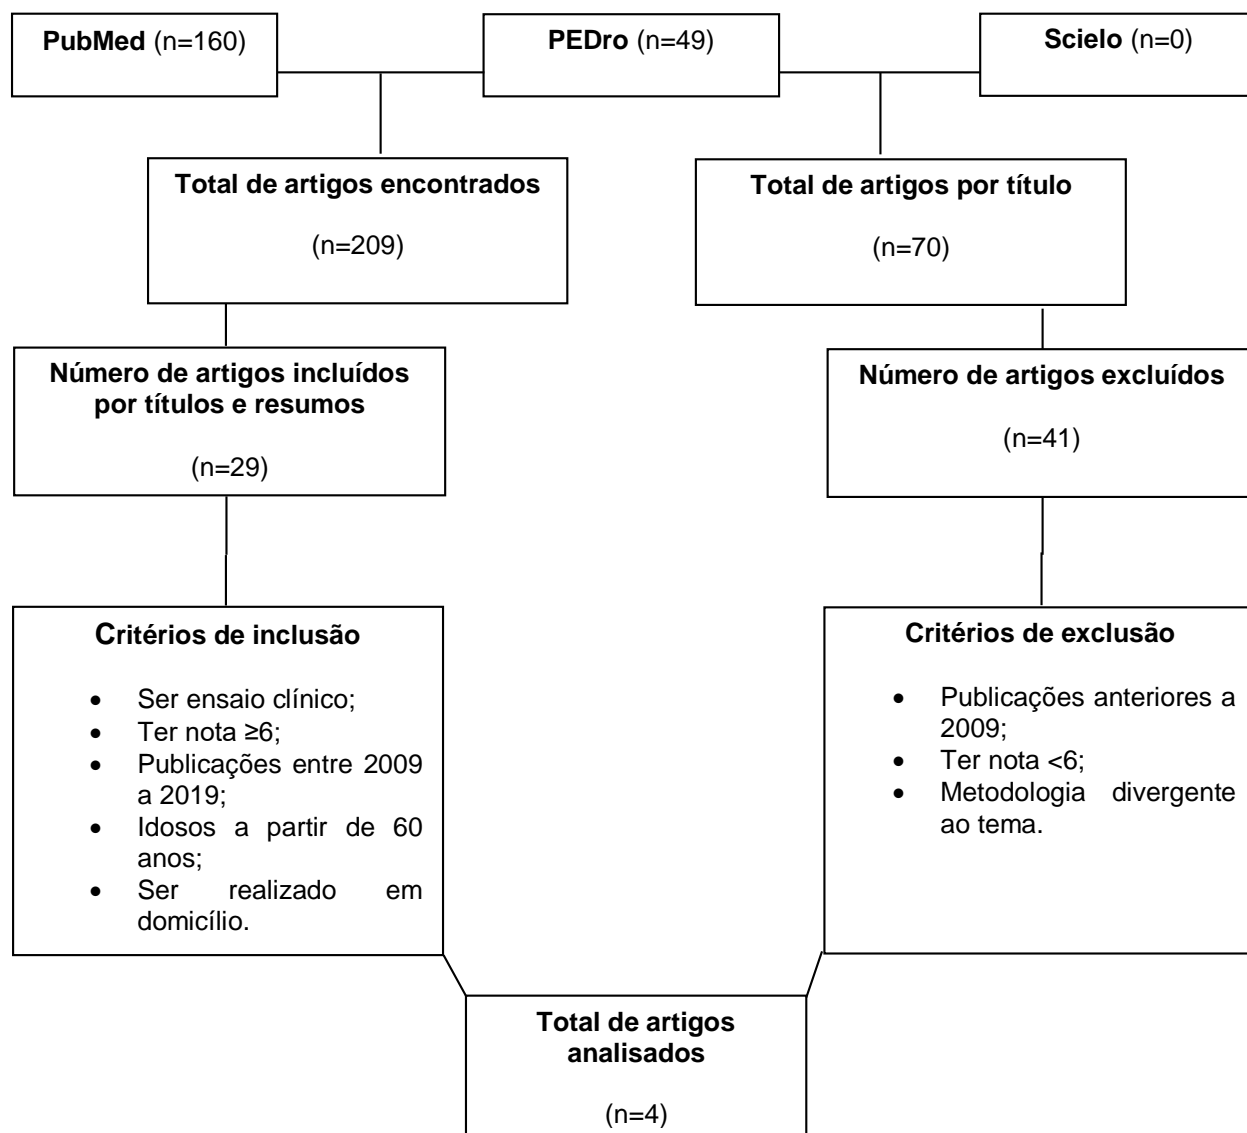 PubMed (n=160)
PEDro (n=49)
Scielo (n=0)
Total de artigos encontrados
(n=209)
Total de artigos por título
(n=70)
Número de artigos incluídos
por títulos e resumos
(n=29)
Número de artigos excluídos
(n=41)
Critérios de inclusão
• Ser ensaio clínico;
• Ter nota ≥6;
• Publicações entre 2009
a 2019;
• Idosos a partir de 60
anos;
• Ser realizado em
domicílio.
Critérios de exclusão
• Publicações anteriores a
2009;
• Ter nota <6;
• Metodologia divergente
ao tema.
Total de artigos
analisados
(n=4)